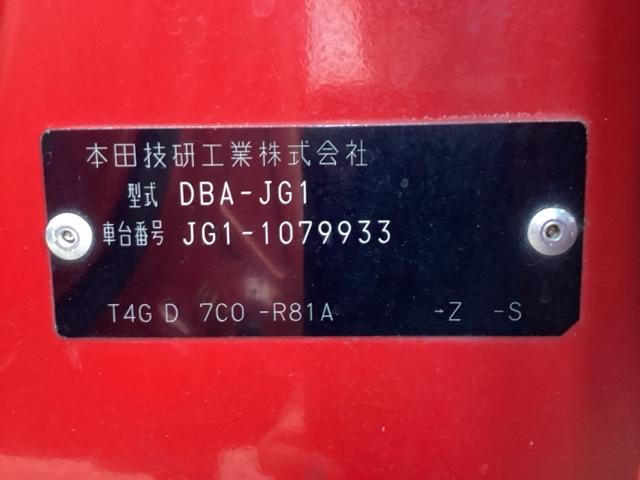 本田技研工業株式会社
型式 DBA-JG1
車台番号 JG1-1079933
T4G D 7C0 -R81A -Z -S